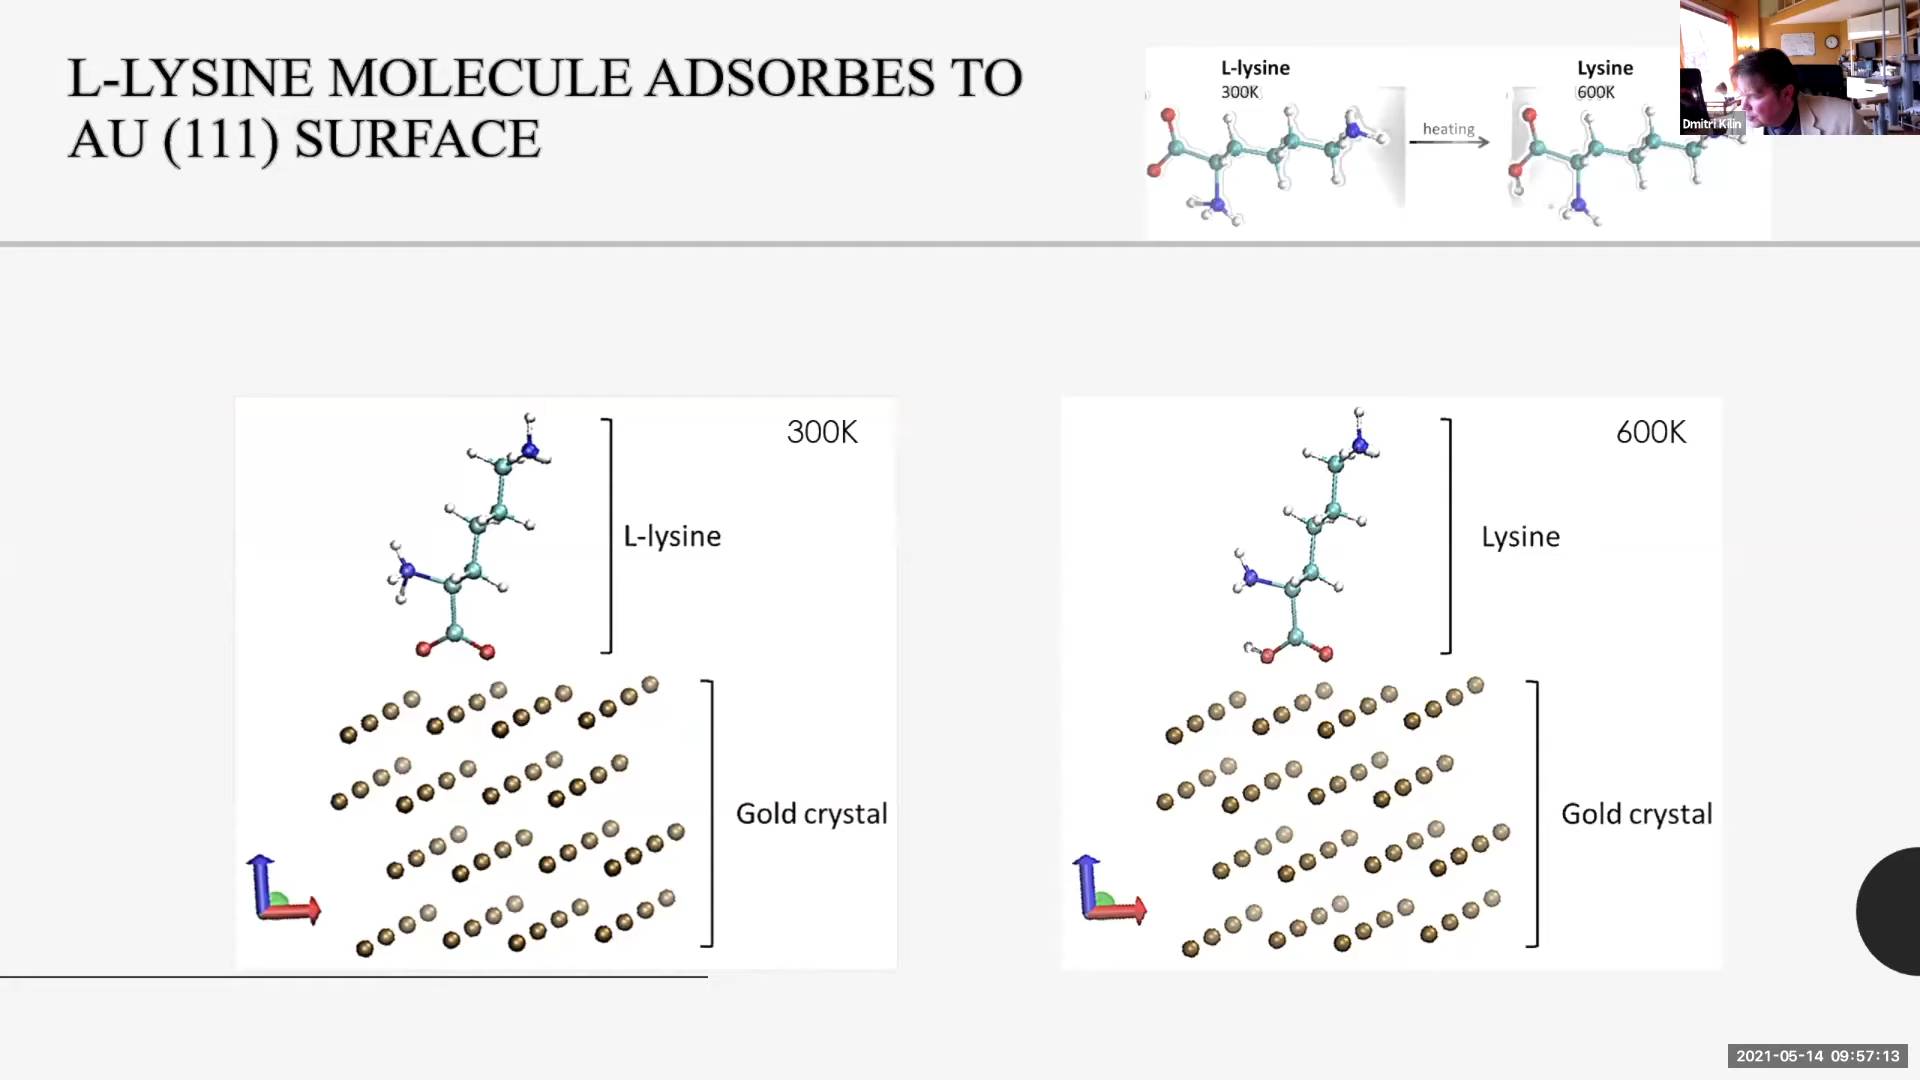 L-LYSINE MOLECULE ADSORBES TO
AU (111) SURFACE
L-lysine
300K
heating
Lysine
600K
Dmitri Kilin
300K
L-lysine
Gold crystal
600K
Lysine
Gold crystal
2021-05-14 09:57:13